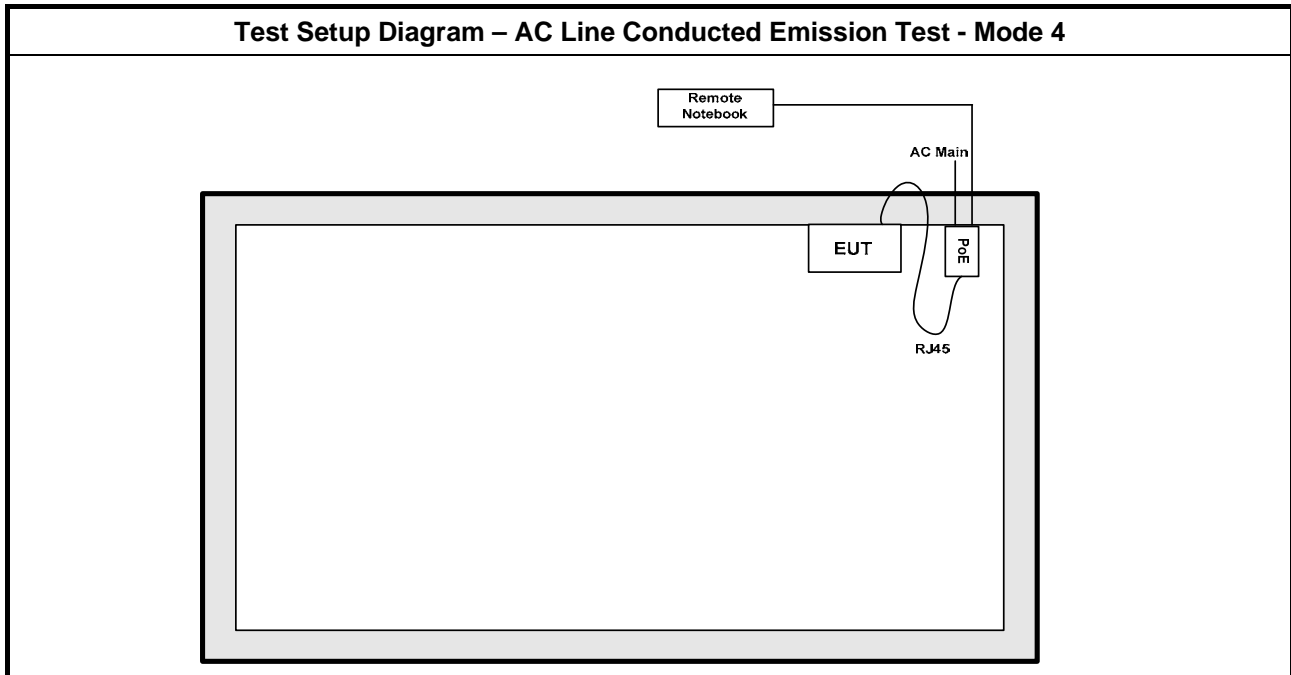 Test Setup Diagram – AC Line Conducted Emission Test - Mode 4
Remote
Notebook
AC Main
EUT
PoE
RJ45